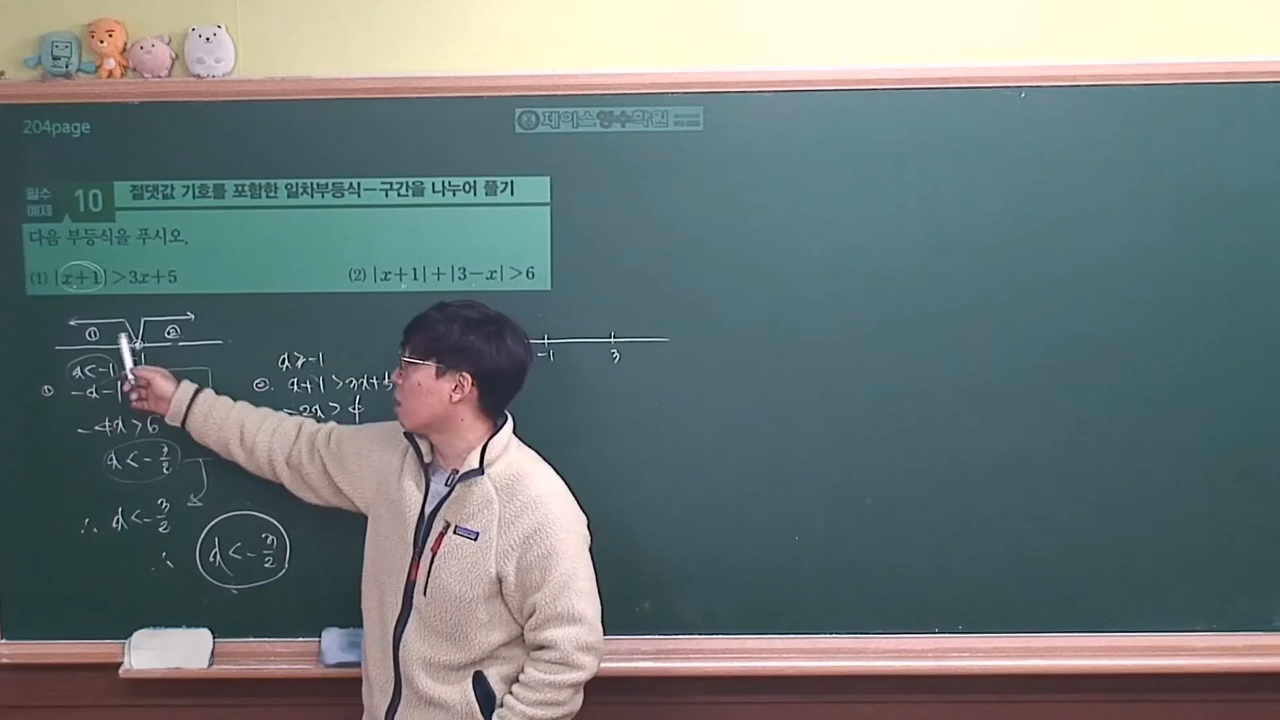 204page
제이스영수학원
필수 예제 10 절댓값 기호를 포함한 일차부등식-구간을 나누어 풀기
다음 부등식을 푸시오.
(1) |x+1|>3x+5 (2) |x+1|+|3-x|>6
① ②
-1 3
x<-1
① -x-1
-4x>6
x<-3/2
∴ x<-3/2
∴ x<-3/2
x≥-1
②. x+1>3x+5
-2x>4